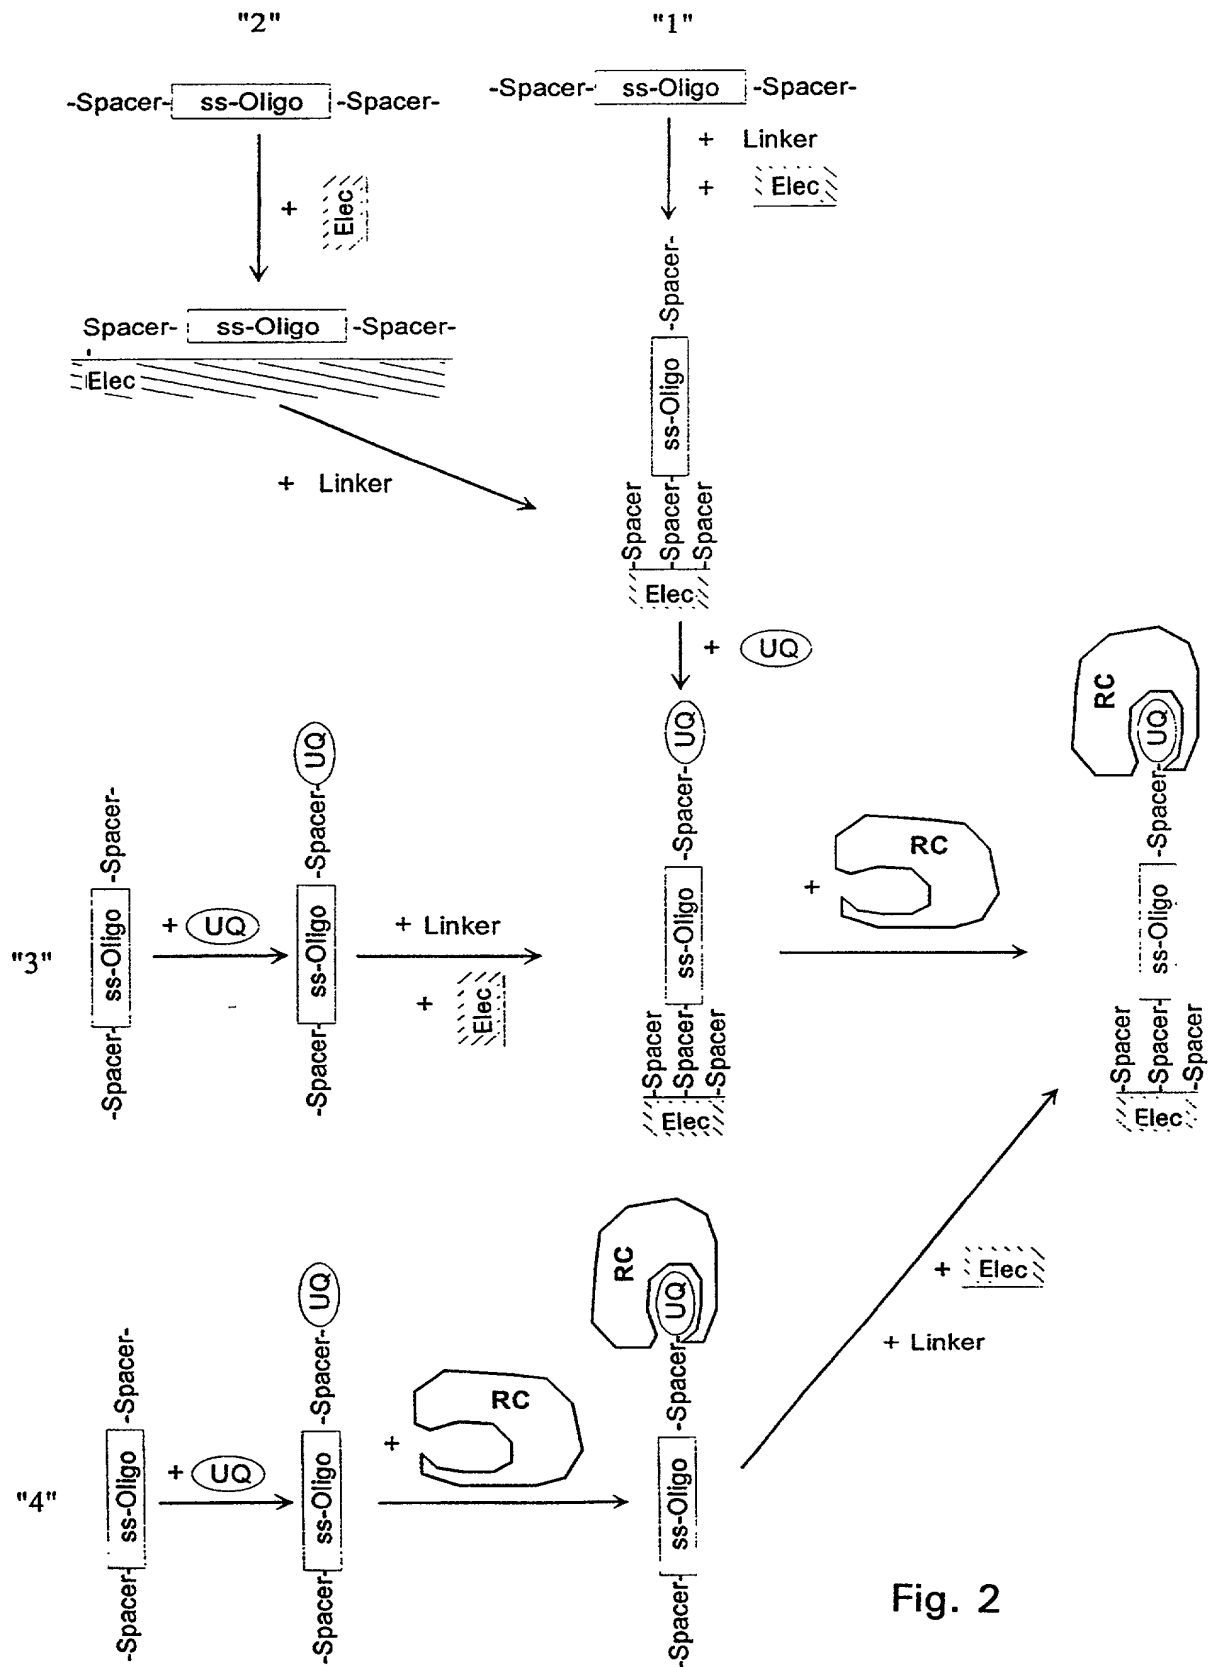 "2"
"1"
-Spacer- ss-Oligo -Spacer-
-Spacer- ss-Oligo -Spacer-
+ Elec
+ Linker
+ Elec
Spacer- ss-Oligo -Spacer-
Elec
+ Linker
-Spacer-
ss-Oligo
-Spacer -Spacer- -Spacer
Elec
+ UQ
"3"
-Spacer- ss-Oligo -Spacer-
+ UQ
-Spacer- ss-Oligo -Spacer- UQ
+ Linker
+ Elec
UQ
-Spacer-
ss-Oligo
-Spacer -Spacer- -Spacer
Elec
+ RC
RC
UQ
-Spacer-
ss-Oligo
-Spacer -Spacer- -Spacer
Elec
"4"
-Spacer- ss-Oligo -Spacer-
+ UQ
-Spacer- ss-Oligo -Spacer- UQ
+ RC
RC
UQ
-Spacer-
ss-Oligo
-Spacer-
+ Elec
+ Linker
Fig. 2